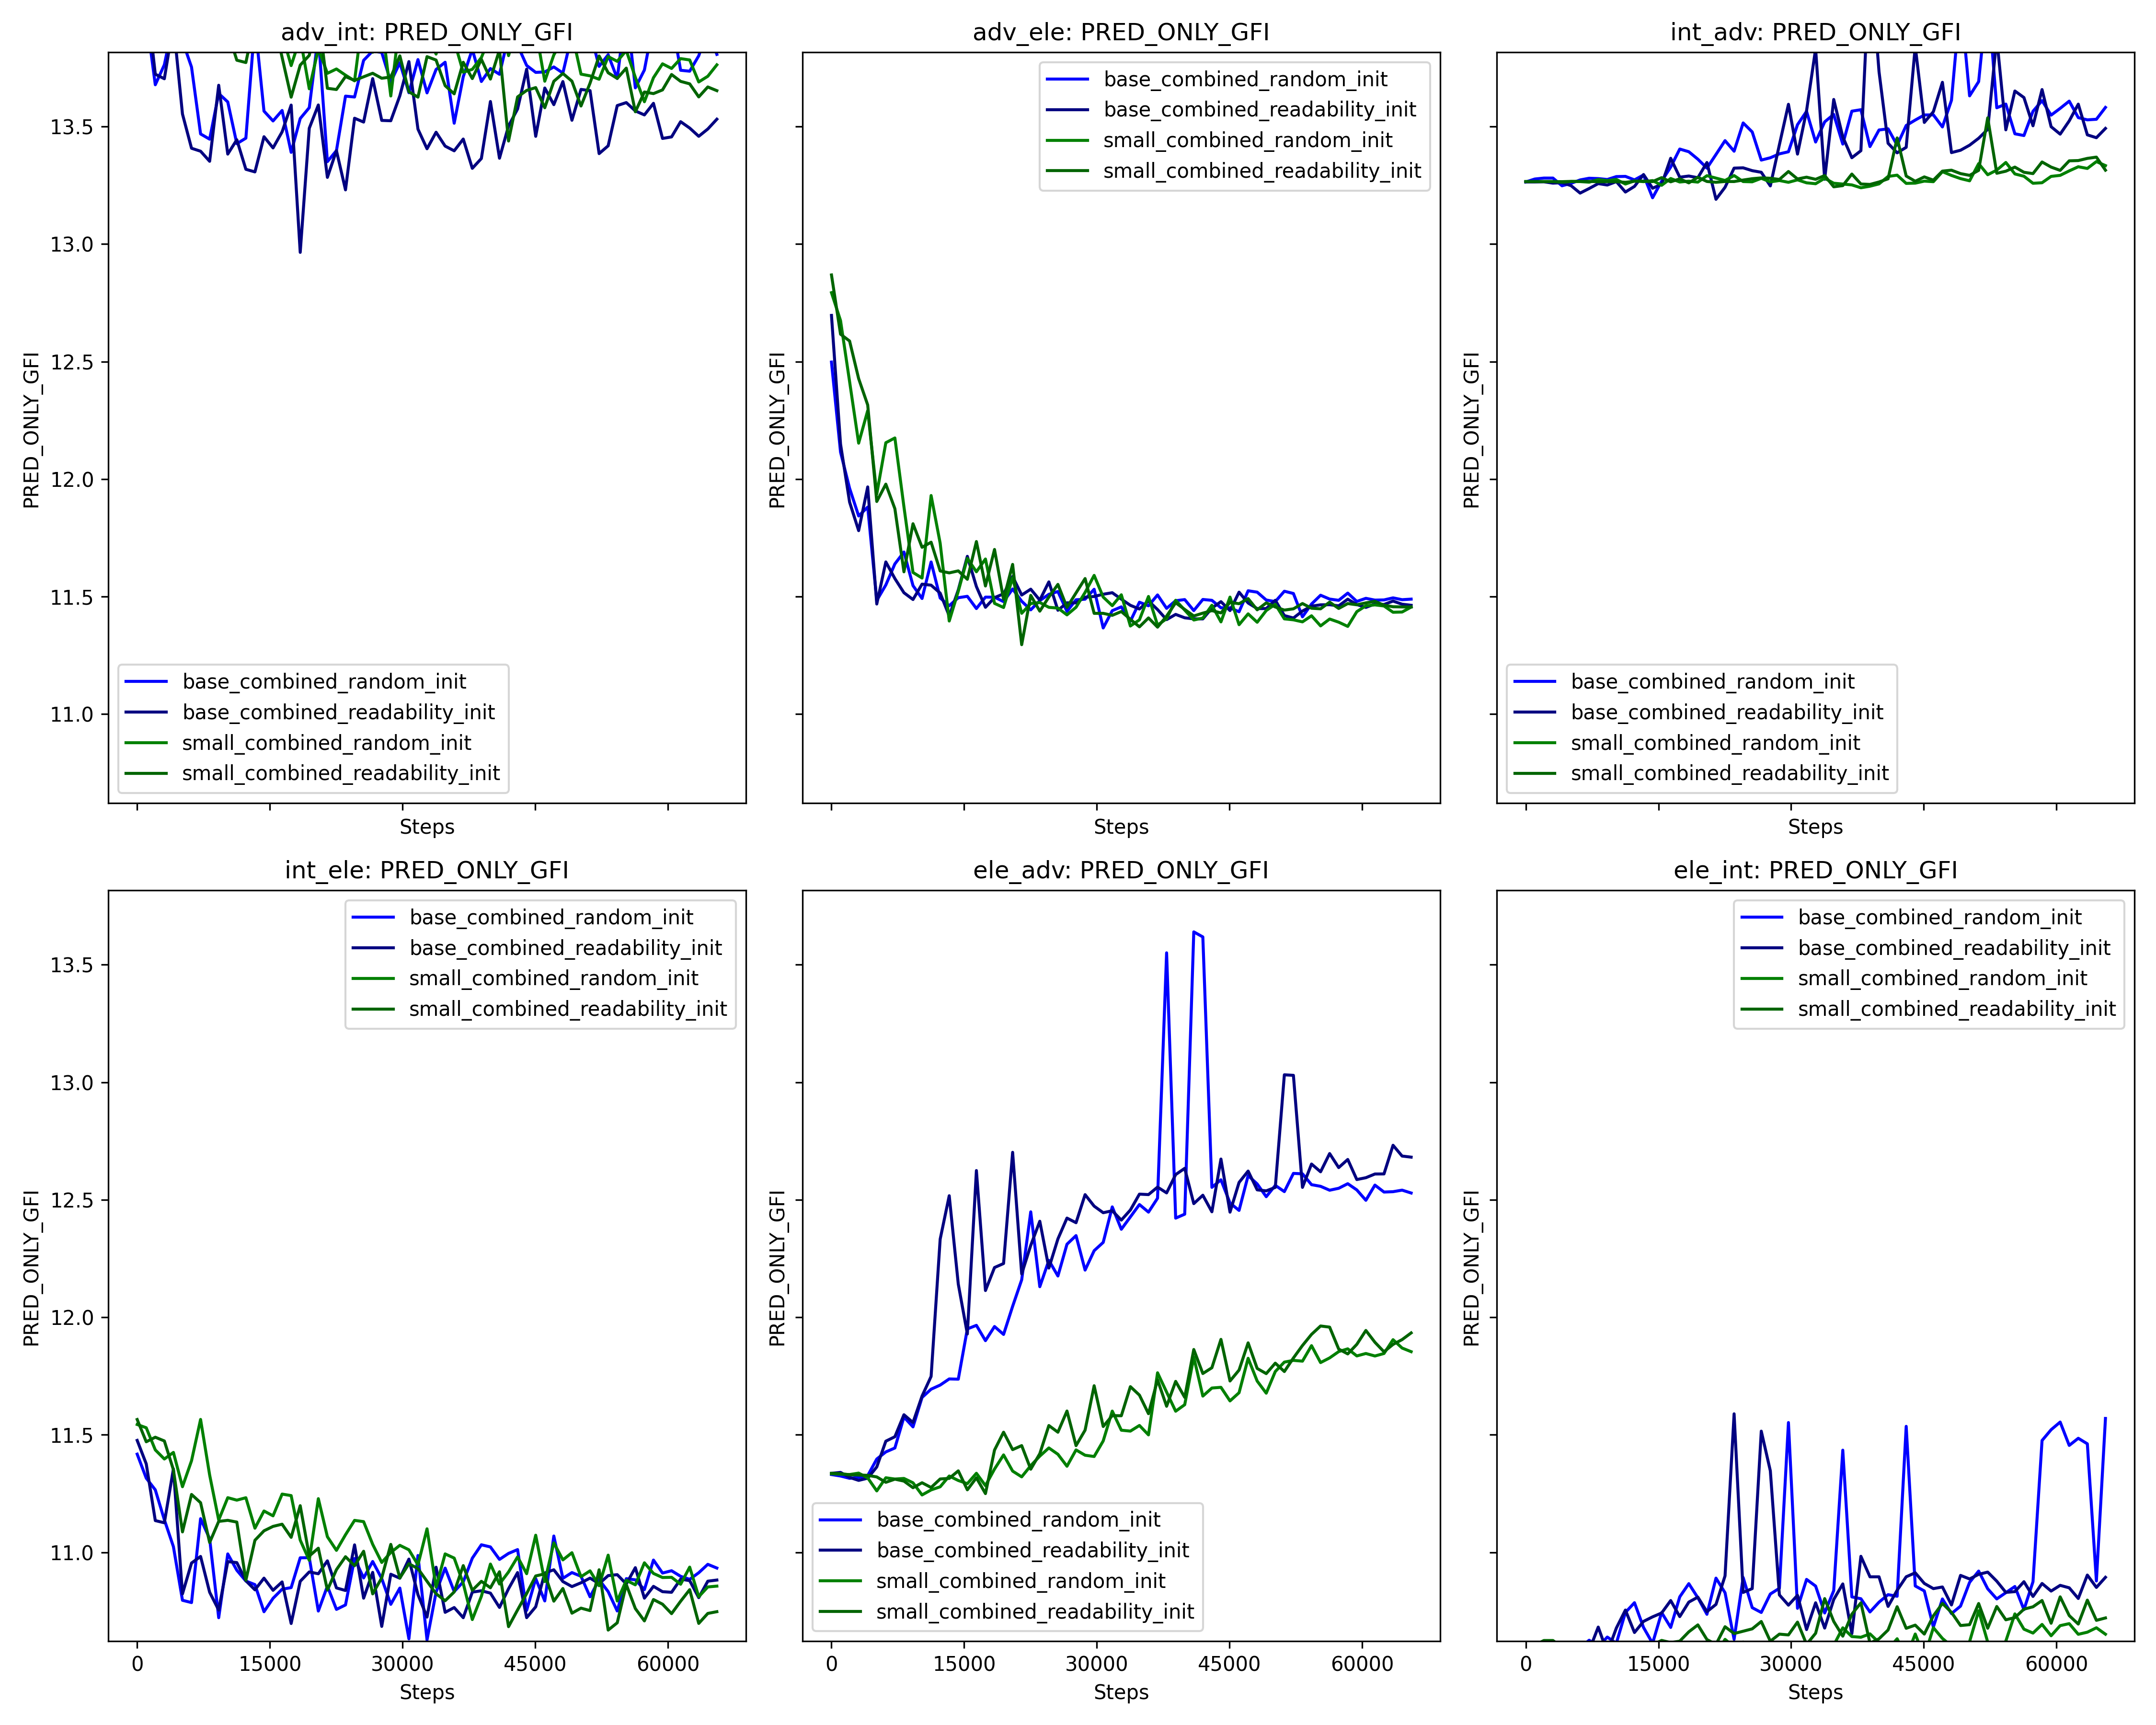 adv_int: PRED_ONLY_GFI
PRED_ONLY_GFI
13.5
13.0
12.5
12.0
11.5
11.0
base_combined_random_init
base_combined_readability_init
small_combined_random_init
small_combined_readability_init
Steps
adv_ele: PRED_ONLY_GFI
PRED_ONLY_GFI
base_combined_random_init
base_combined_readability_init
small_combined_random_init
small_combined_readability_init
Steps
int_adv: PRED_ONLY_GFI
PRED_ONLY_GFI
base_combined_random_init
base_combined_readability_init
small_combined_random_init
small_combined_readability_init
Steps
int_ele: PRED_ONLY_GFI
PRED_ONLY_GFI
13.5
13.0
12.5
12.0
11.5
11.0
base_combined_random_init
base_combined_readability_init
small_combined_random_init
small_combined_readability_init
0 15000 30000 45000 60000
Steps
ele_adv: PRED_ONLY_GFI
PRED_ONLY_GFI
base_combined_random_init
base_combined_readability_init
small_combined_random_init
small_combined_readability_init
0 15000 30000 45000 60000
Steps
ele_int: PRED_ONLY_GFI
PRED_ONLY_GFI
base_combined_random_init
base_combined_readability_init
small_combined_random_init
small_combined_readability_init
0 15000 30000 45000 60000
Steps